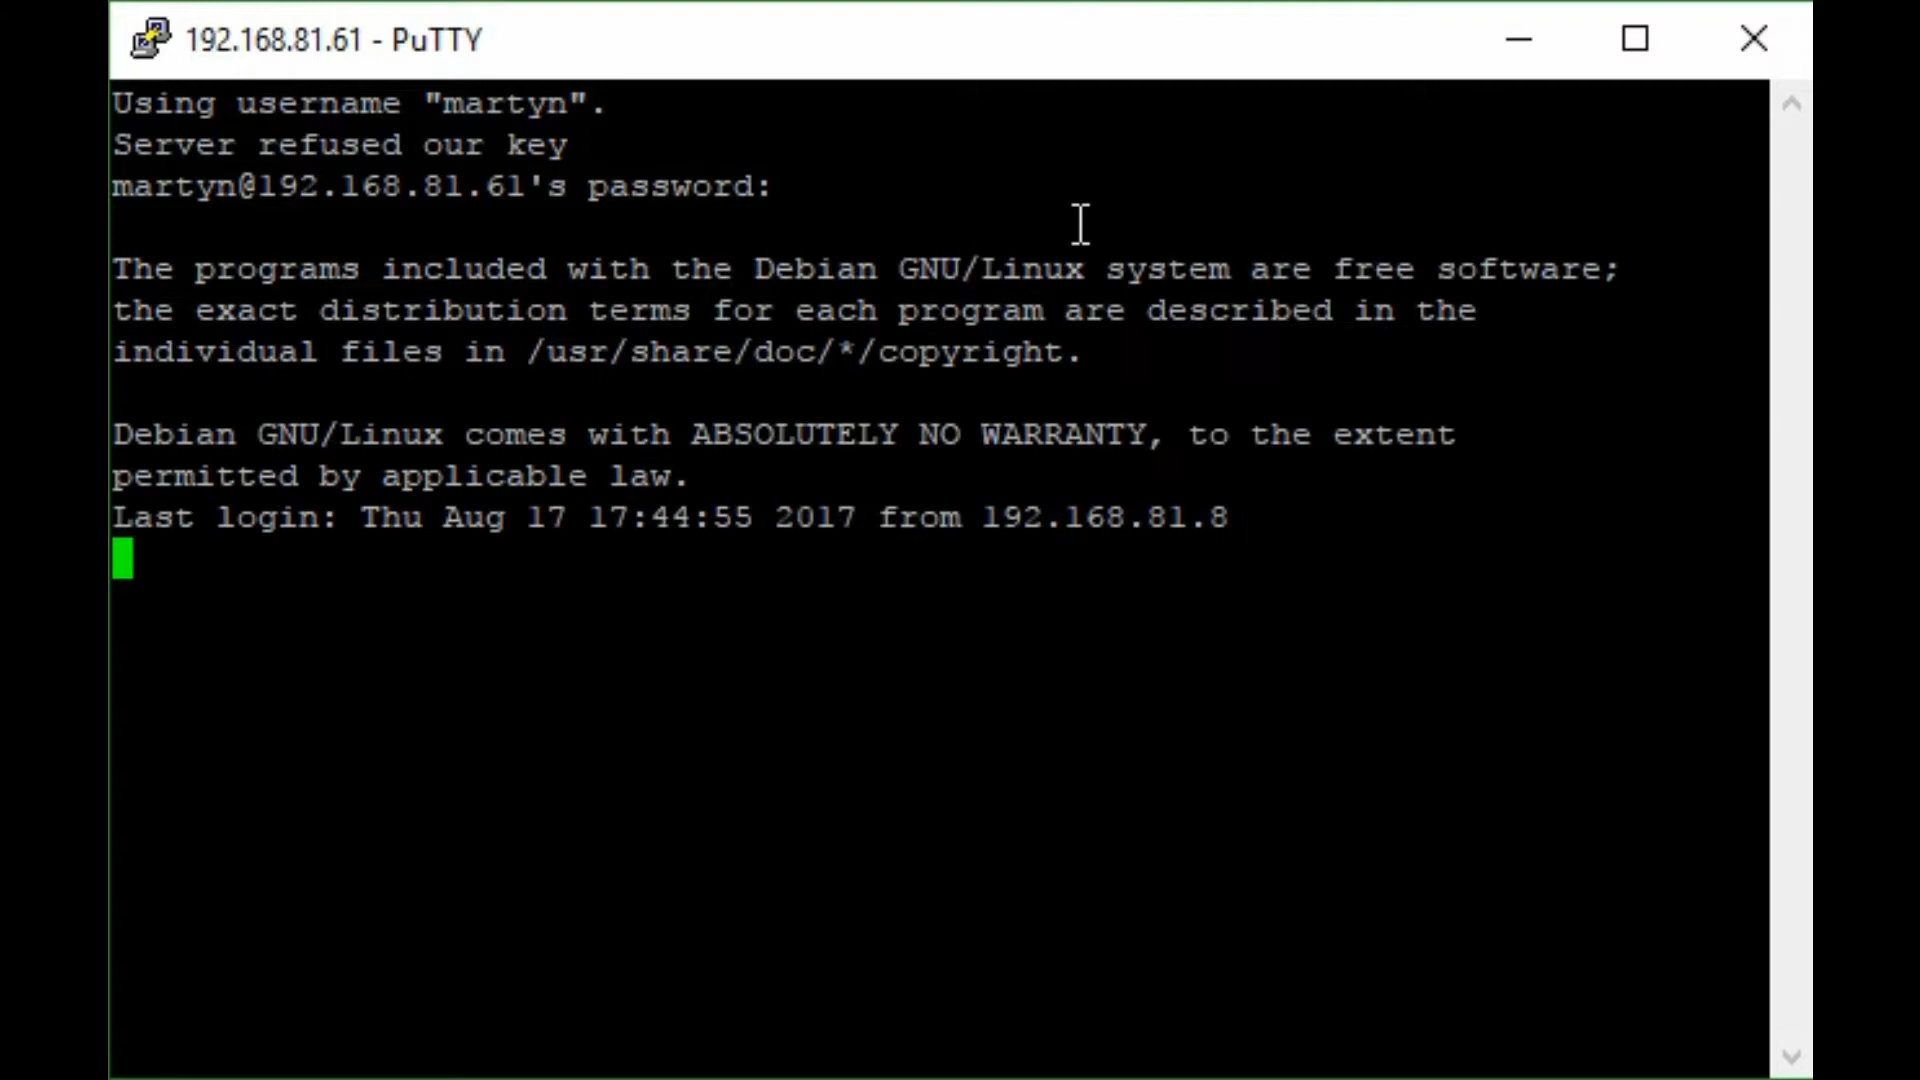 192.168.81.61 - PuTTY
Using username "martyn".
Server refused our key
martyn@192.168.81.61's password:
The programs included with the Debian GNU/Linux system are free software;
the exact distribution terms for each program are described in the
individual files in /usr/share/doc/*/copyright.
Debian GNU/Linux comes with ABSOLUTELY NO WARRANTY, to the extent
permitted by applicable law.
Last login: Thu Aug 17 17:44:55 2017 from 192.168.81.8